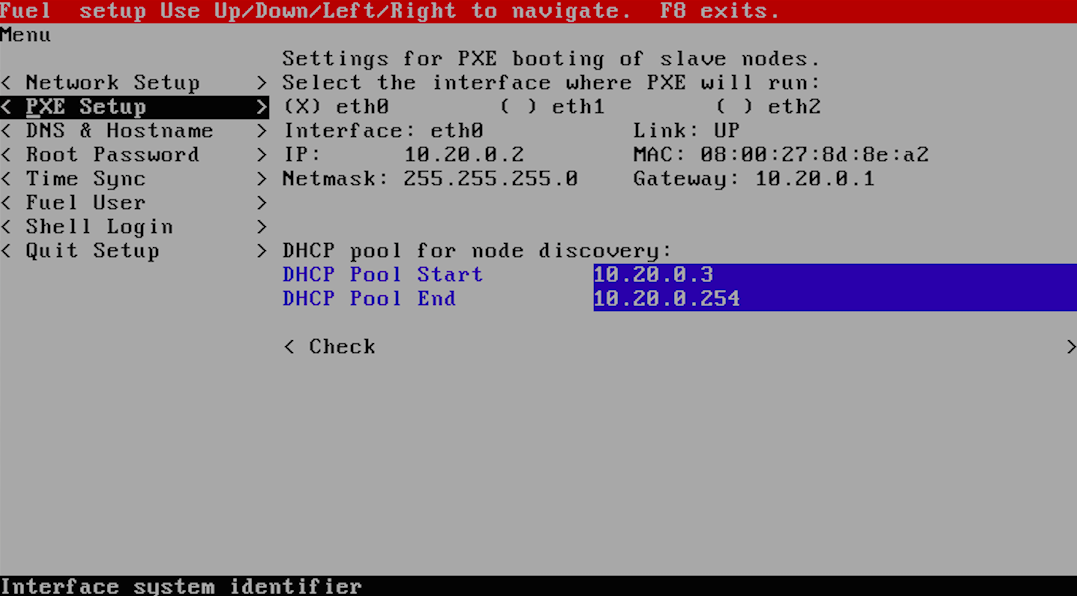 Fuel  setup Use Up/Down/Left/Right to navigate.  F8 exits.
Menu
Settings for PXE booting of slave nodes.
< Network Setup    > Select the interface where PXE will run:
< PXE Setup        > (X) eth0        ( ) eth1        ( ) eth2
< DNS & Hostname   > Interface: eth0           Link: UP
< Root Password    > IP:      10.20.0.2        MAC: 08:00:27:8d:8e:a2
< Time Sync        > Netmask: 255.255.255.0    Gateway: 10.20.0.1
< Fuel User        >
< Shell Login      >
< Quit Setup       > DHCP pool for node discovery:
DHCP Pool Start        10.20.0.3
DHCP Pool End          10.20.0.254
< Check                                                    >
Interface system identifier